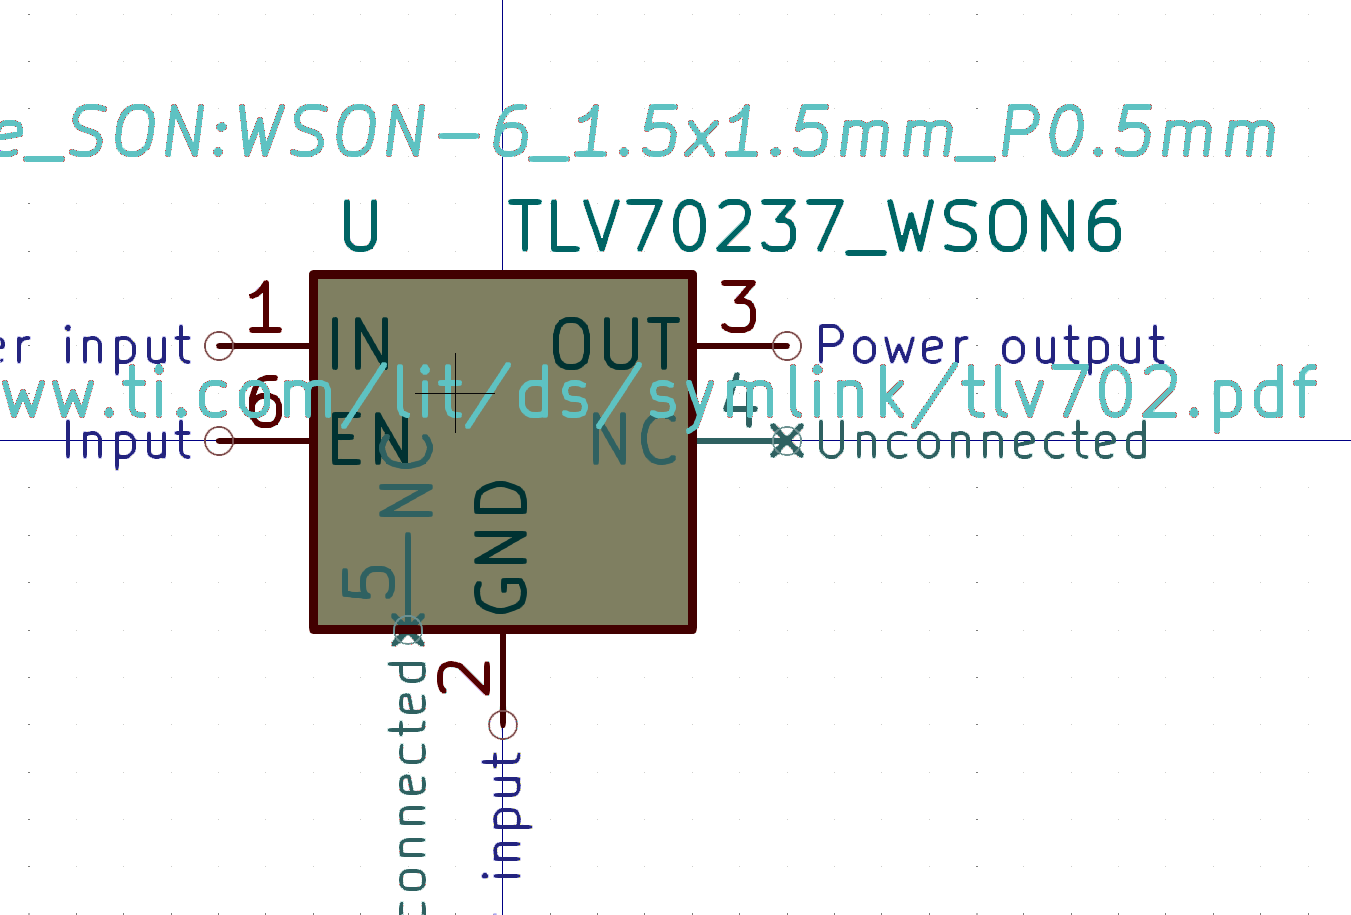 e_SON:WSON-6_1.5x1.5mm_P0.5mm
U TLV70237_WSON6
1 3
er input IN OUT Power output
ww.ti.com/lit/ds/symlink/tlv702.pdf
6 4
Input EN NC Unconnected
NC
5
GND
2
connected
input